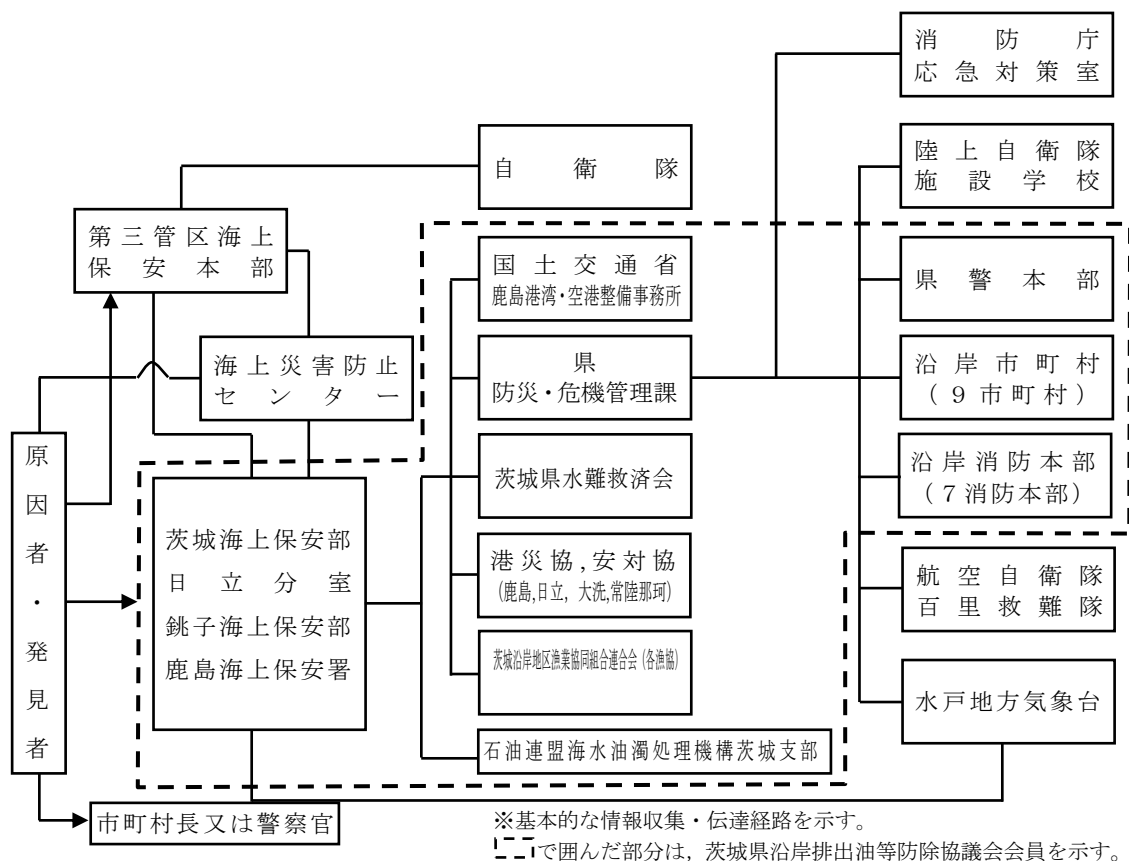 消防庁
応急対策室
陸上自衛隊
施設学校
自衛隊
第三管区海上
保安本部
国土交通省
鹿島港湾・空港整備事務所
県警本部
海上災害防止
センター
県
防災・危機管理課
沿岸市町村
(9市町村)
原因者・発見者
茨城海上保安部
日立分室
銚子海上保安部
鹿島海上保安署
茨城県水難救済会
沿岸消防本部
(7消防本部)
港災協,安対協
(鹿島,日立,大洗,常陸那珂)
航空自衛隊
百里救難隊
茨城沿岸地区漁業協同組合連合会(各漁協)
水戸地方気象台
石油連盟海水油濁処理機構茨城支部
市町村長又は警察官
※基本的な情報収集・伝達経路を示す。
で囲んだ部分は,茨城県沿岸排出油等防除協議会会員を示す。